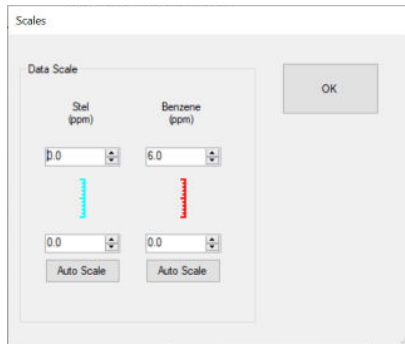 Scales
Data Scale
OK
Stel Benzene
(ppm) (ppm)
0.0 6.0
0.0 0.0
Auto Scale Auto Scale